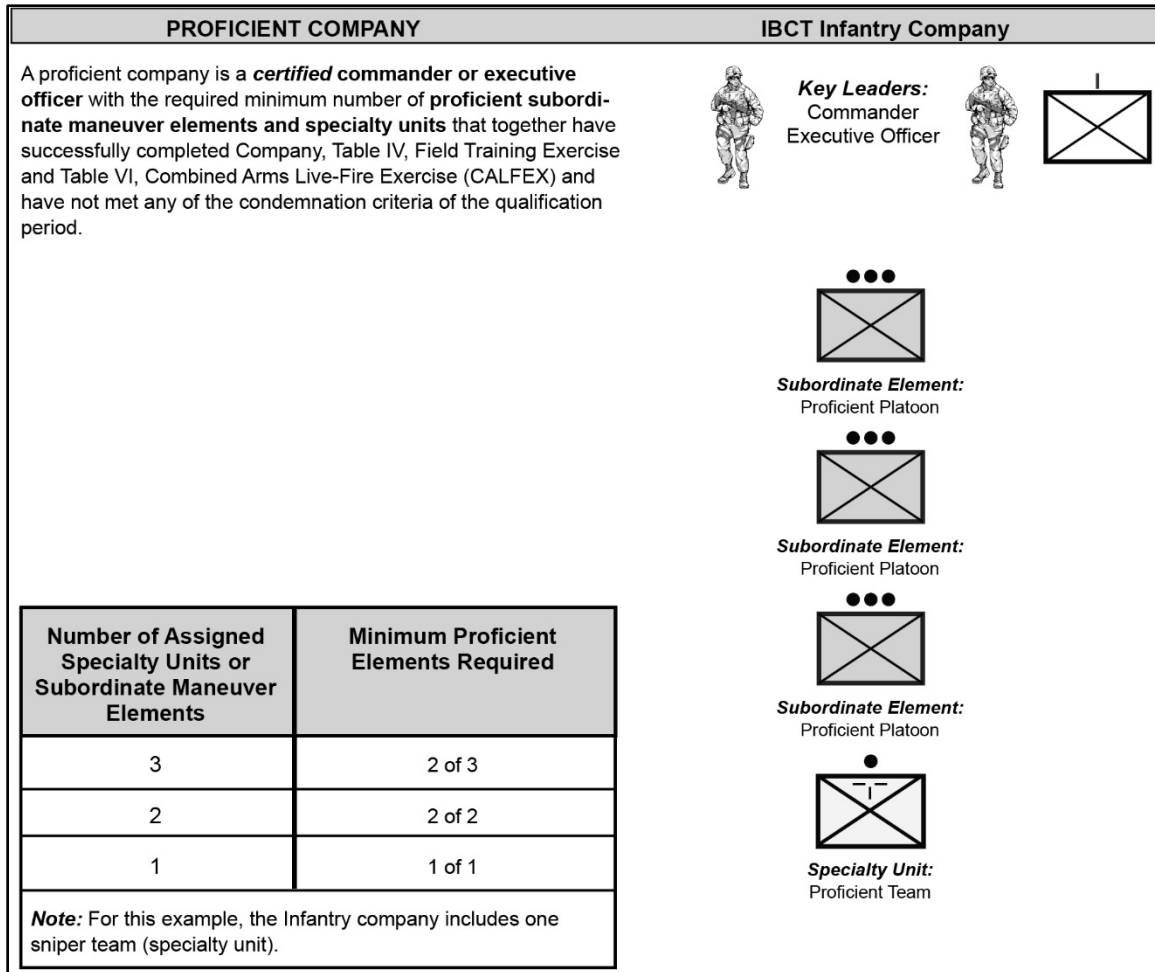 PROFICIENT COMPANY
IBCT Infantry Company
A proficient company is a certified commander or executive
officer with the required minimum number of proficient subordi-
nate maneuver elements and specialty units that together have
successfully completed Company, Table IV, Field Training Exercise
and Table VI, Combined Arms Live-Fire Exercise (CALFEX) and
have not met any of the condemnation criteria of the qualification
period.
Key Leaders:
Commander
Executive Officer
Subordinate Element:
Proficient Platoon
Subordinate Element:
Proficient Platoon
Subordinate Element:
Proficient Platoon
Specialty Unit:
Proficient Team
Number of Assigned
Specialty Units or
Subordinate Maneuver
Elements
Minimum Proficient
Elements Required
3
2 of 3
2
2 of 2
1
1 of 1
Note: For this example, the Infantry company includes one
sniper team (specialty unit).